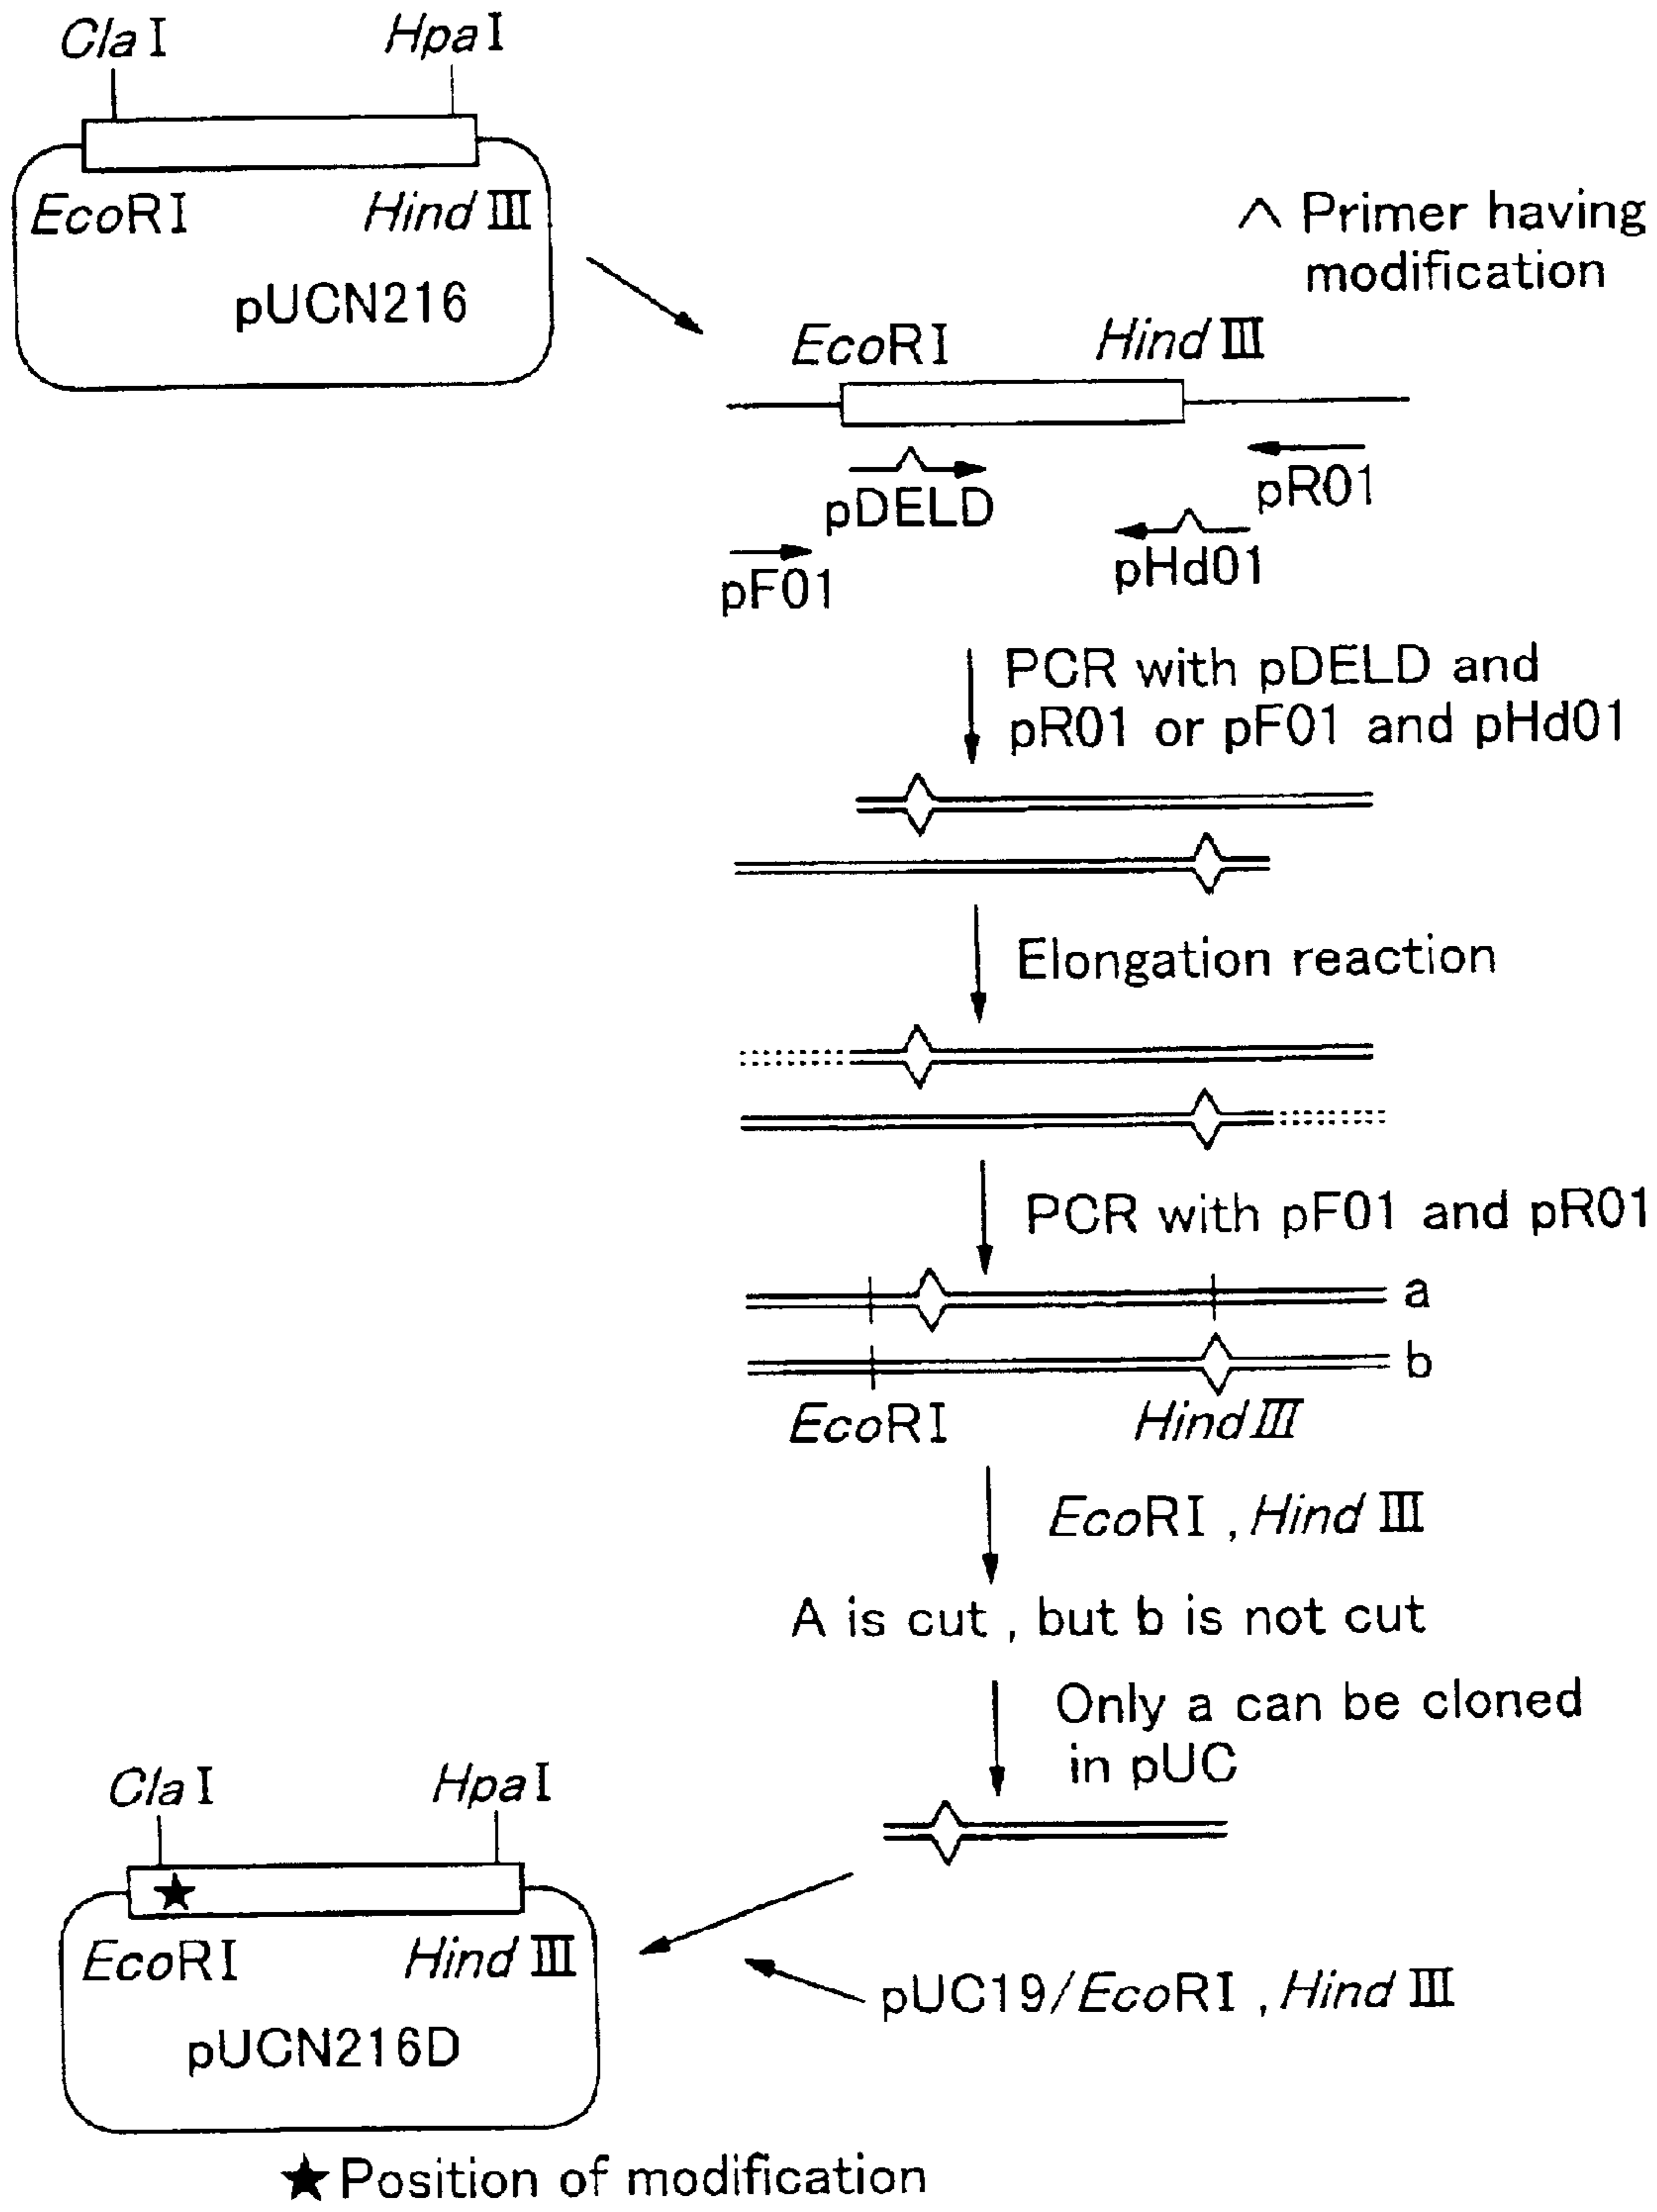 ClaI HpaI
EcoRI HindIII
pUCN216
∧ Primer having
modification
EcoRI HindIII
pDELD
pR01
pHd01
pF01
PCR with pDELD and
pR01 or pF01 and pHd01
Elongation reaction
PCR with pF01 and pR01
a
b
EcoRI HindIII
EcoRI , HindIII
A is cut , but b is not cut
Only a can be cloned
in pUC
ClaI HpaI
★
EcoRI HindIII
pUC19/EcoRI , HindIII
pUCN216D
★ Position of modification